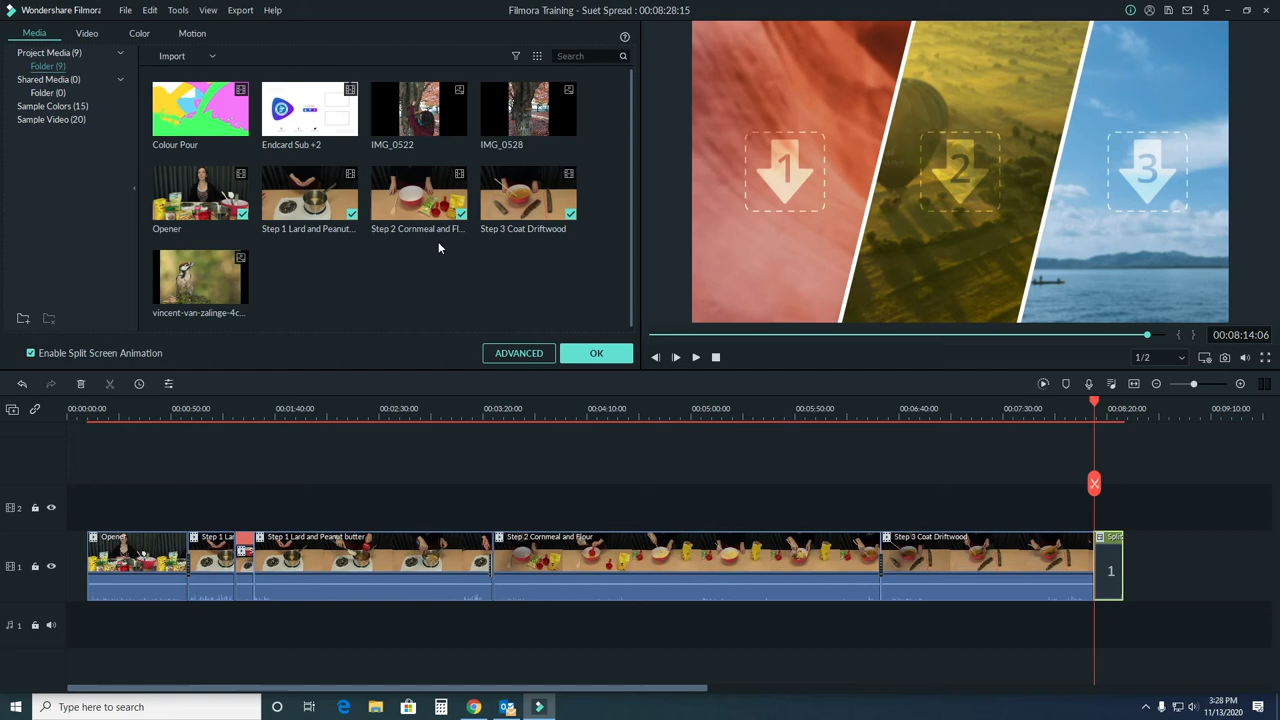 Wondershare Filmora File Edit Tools View Export Help Filmora Training - Suet Spread : 00:08:28:15
Media Video Color Motion
Project Media (9) Import Search
Folder (9)
Shared Media (0)
Folder (0)
Sample Colors (15)
Sample Video (20)
Colour Pour Endcard Sub +2 IMG_0522 IMG_0528
Opener Step 1 Lard and Peanut... Step 2 Cornmeal and Fl... Step 3 Coat Driftwood
vincent-van-zalinge-4c...
1 2 3
Enable Split Screen Animation ADVANCED OK
00:08:14:06
1/2
00:00:00:00 00:00:50:00 00:01:40:00 00:02:30:00 00:03:20:00 00:04:10:00 00:05:00:00 00:05:50:00 00:06:40:00 00:07:30:00 00:08:20:00 00:09:10:00
2
Opener Step 1 La Step 1 Lard and Peanut butter Step 2 Cornmeal and Flour Step 3 Coat Driftwood Split
1 1
1
Type here to search
3:28 PM
11/13/2020